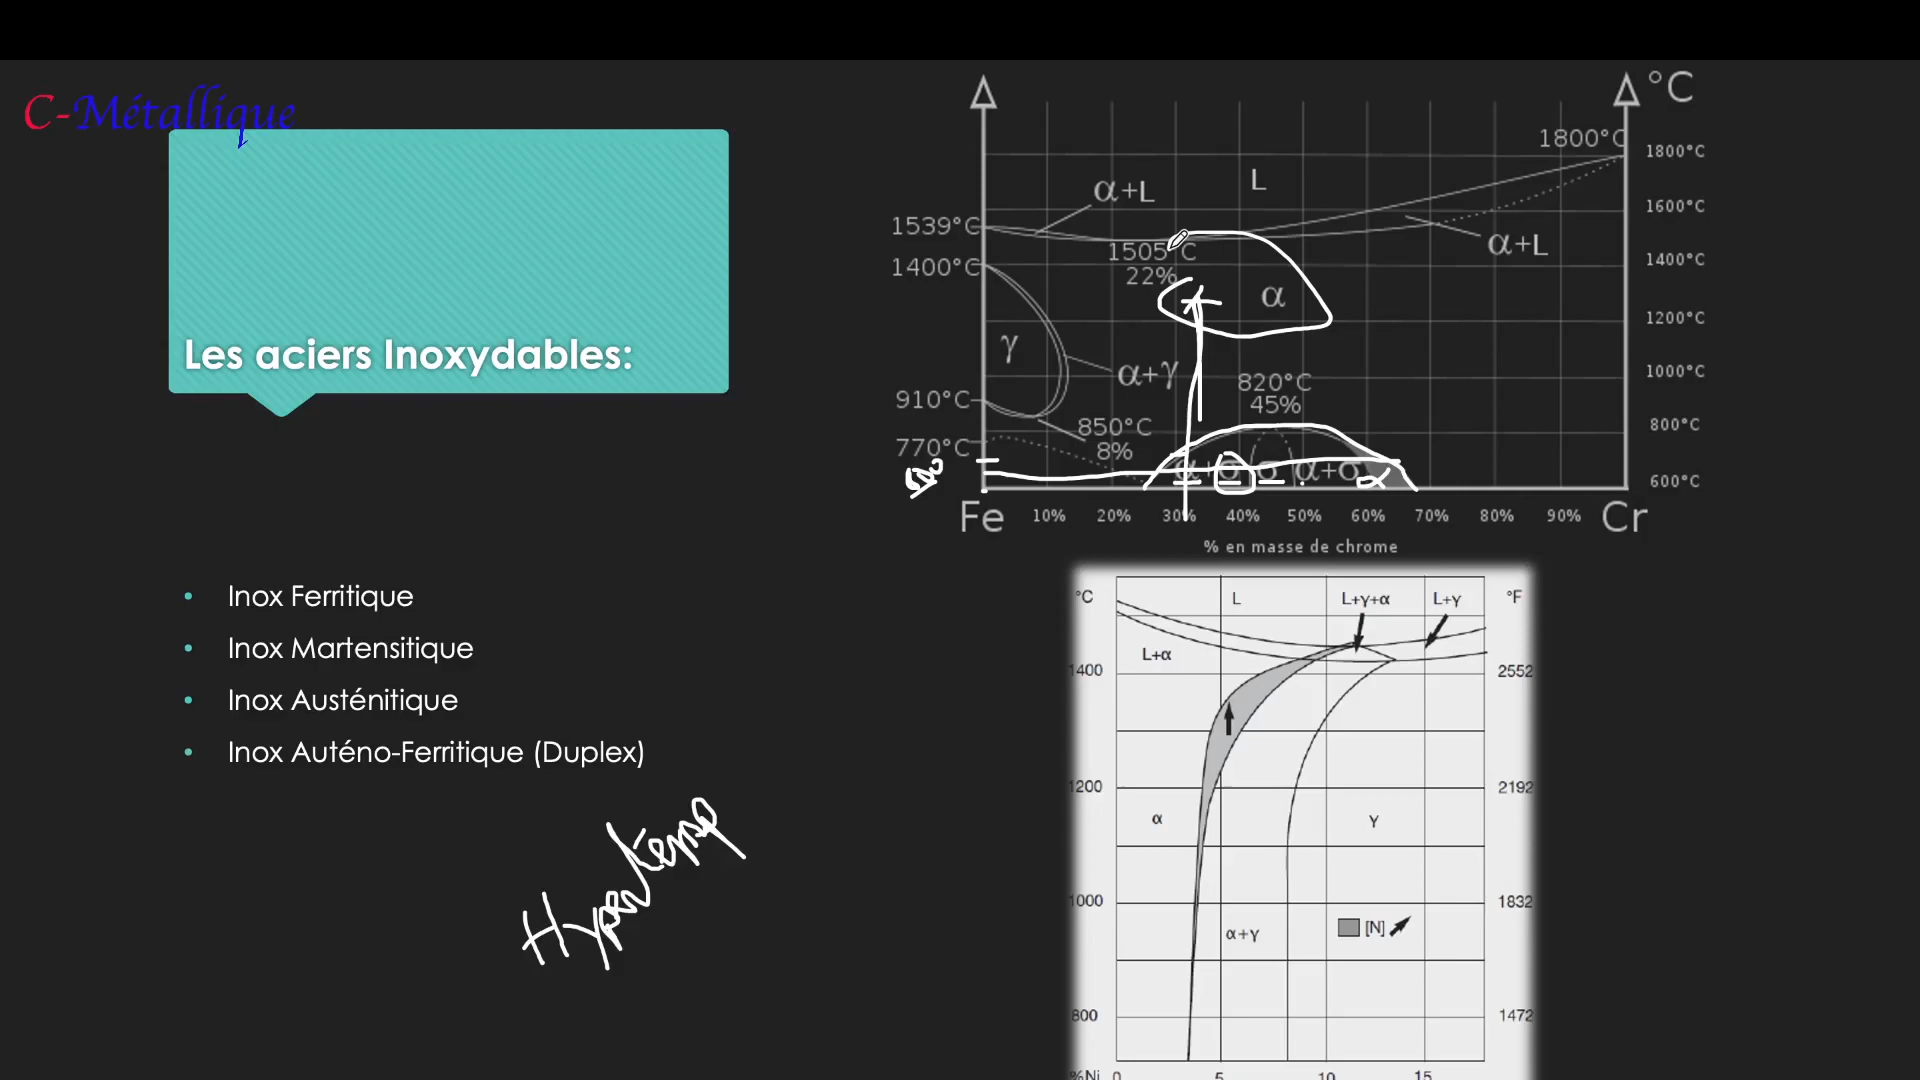 C-Métallique
Les aciers Inoxydables:
• Inox Ferritique
• Inox Martensitique
• Inox Austénitique
• Inox Auténo-Ferritique (Duplex)
°C
1800°C
1800°C
L
α+L
1600°C
1539°C
α+L
1505°C
22%
1400°C
1400°C
α
1200°C
γ
α+γ
1000°C
820°C
45%
910°C
850°C
8%
800°C
770°C
α+σ
σ
α+σ
α
600°C
Fe 10% 20% 30% 40% 50% 60% 70% 80% 90% Cr
% en masse de chrome
°C L L+γ+α L+γ °F
L+α
1400 2552
1200 2192
α γ
1000 1832
α+γ [N]
800 1472
%Ni 0 5 10 15